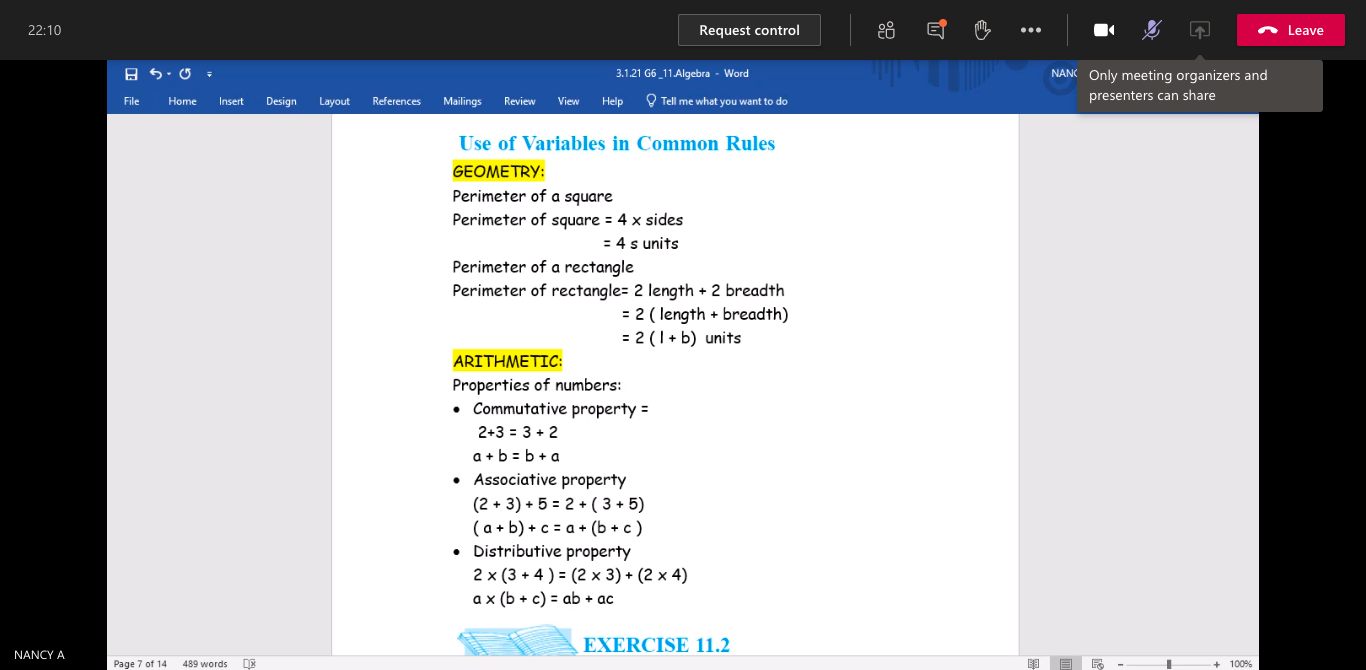 22:10
Request control
Leave
Only meeting organizers and
presenters can share
3.1.21 G6 _11.Algebra - Word
NANC
File Home Insert Design Layout References Mailings Review View Help Tell me what you want to do
Use of Variables in Common Rules
GEOMETRY:
Perimeter of a square
Perimeter of square = 4 x sides
= 4 s units
Perimeter of a rectangle
Perimeter of rectangle= 2 length + 2 breadth
= 2 ( length + breadth)
= 2 ( l + b) units
ARITHMETIC:
Properties of numbers:
• Commutative property =
2+3 = 3 + 2
a + b = b + a
• Associative property
(2 + 3) + 5 = 2 + ( 3 + 5)
( a + b) + c = a + (b + c )
• Distributive property
2 x (3 + 4 ) = (2 x 3) + (2 x 4)
a x (b + c) = ab + ac
EXERCISE 11.2
NANCY A
Page 7 of 14 489 words
100%